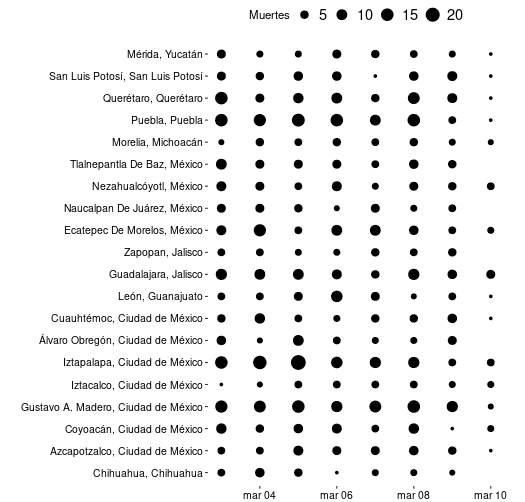 Muertes 5 10 15 20
Mérida, Yucatán
San Luis Potosí, San Luis Potosí
Querétaro, Querétaro
Puebla, Puebla
Morelia, Michoacán
Tlalnepantla De Baz, México
Nezahualcóyotl, México
Naucalpan De Juárez, México
Ecatepec De Morelos, México
Zapopan, Jalisco
Guadalajara, Jalisco
León, Guanajuato
Cuauhtémoc, Ciudad de México
Álvaro Obregón, Ciudad de México
Iztapalapa, Ciudad de México
Iztacalco, Ciudad de México
Gustavo A. Madero, Ciudad de México
Coyoacán, Ciudad de México
Azcapotzalco, Ciudad de México
Chihuahua, Chihuahua
mar 04 mar 06 mar 08 mar 10